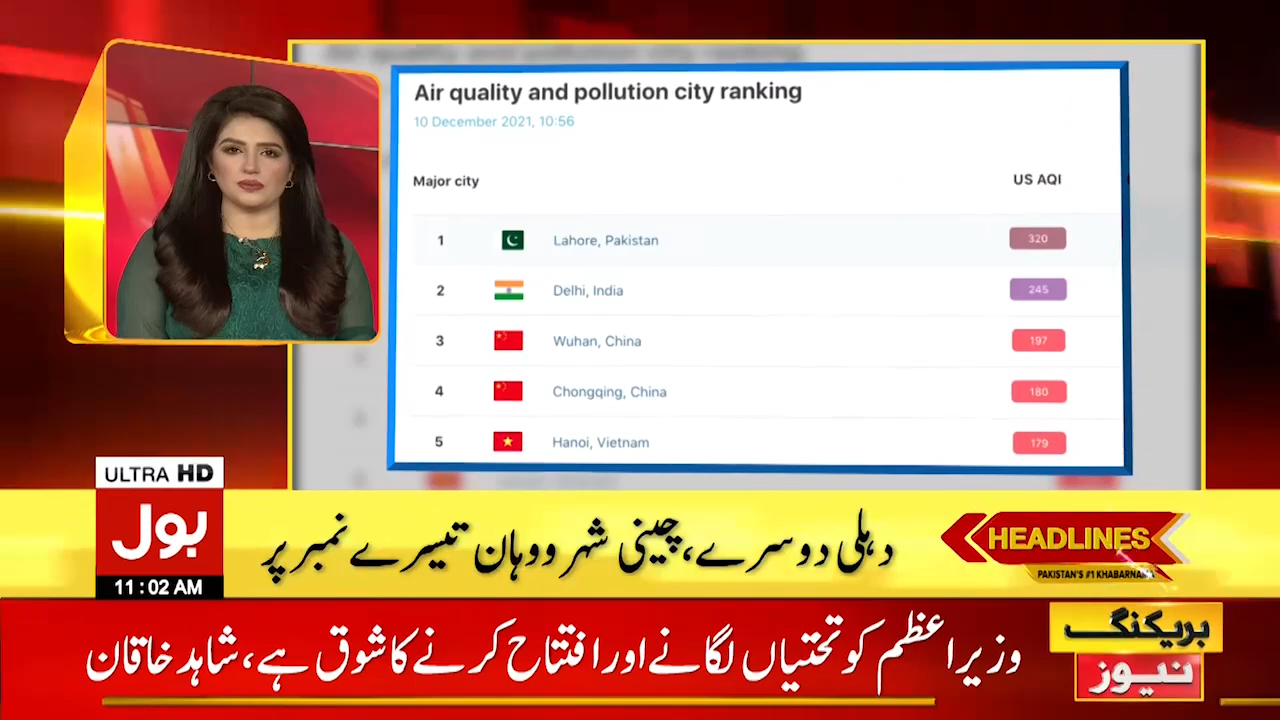 Air quality and pollution city ranking
10 December 2021, 10:56
Major city US AQI
1 Lahore, Pakistan 320
2 Delhi, India 245
3 Wuhan, China 197
4 Chongqing, China 180
5 Hanoi, Vietnam 179
ULTRA HD
بول
11:02 AM
دہلی دوسرے، چینی شہر ووہان تیسرے نمبر پر
HEADLINES
PAKISTAN'S #1 KHABARNAMA
وزیراعظم کو تختیاں لگانے اور افتتاح کرنے کا شوق ہے، شاہد خاقان
بریکنگ
نیوز